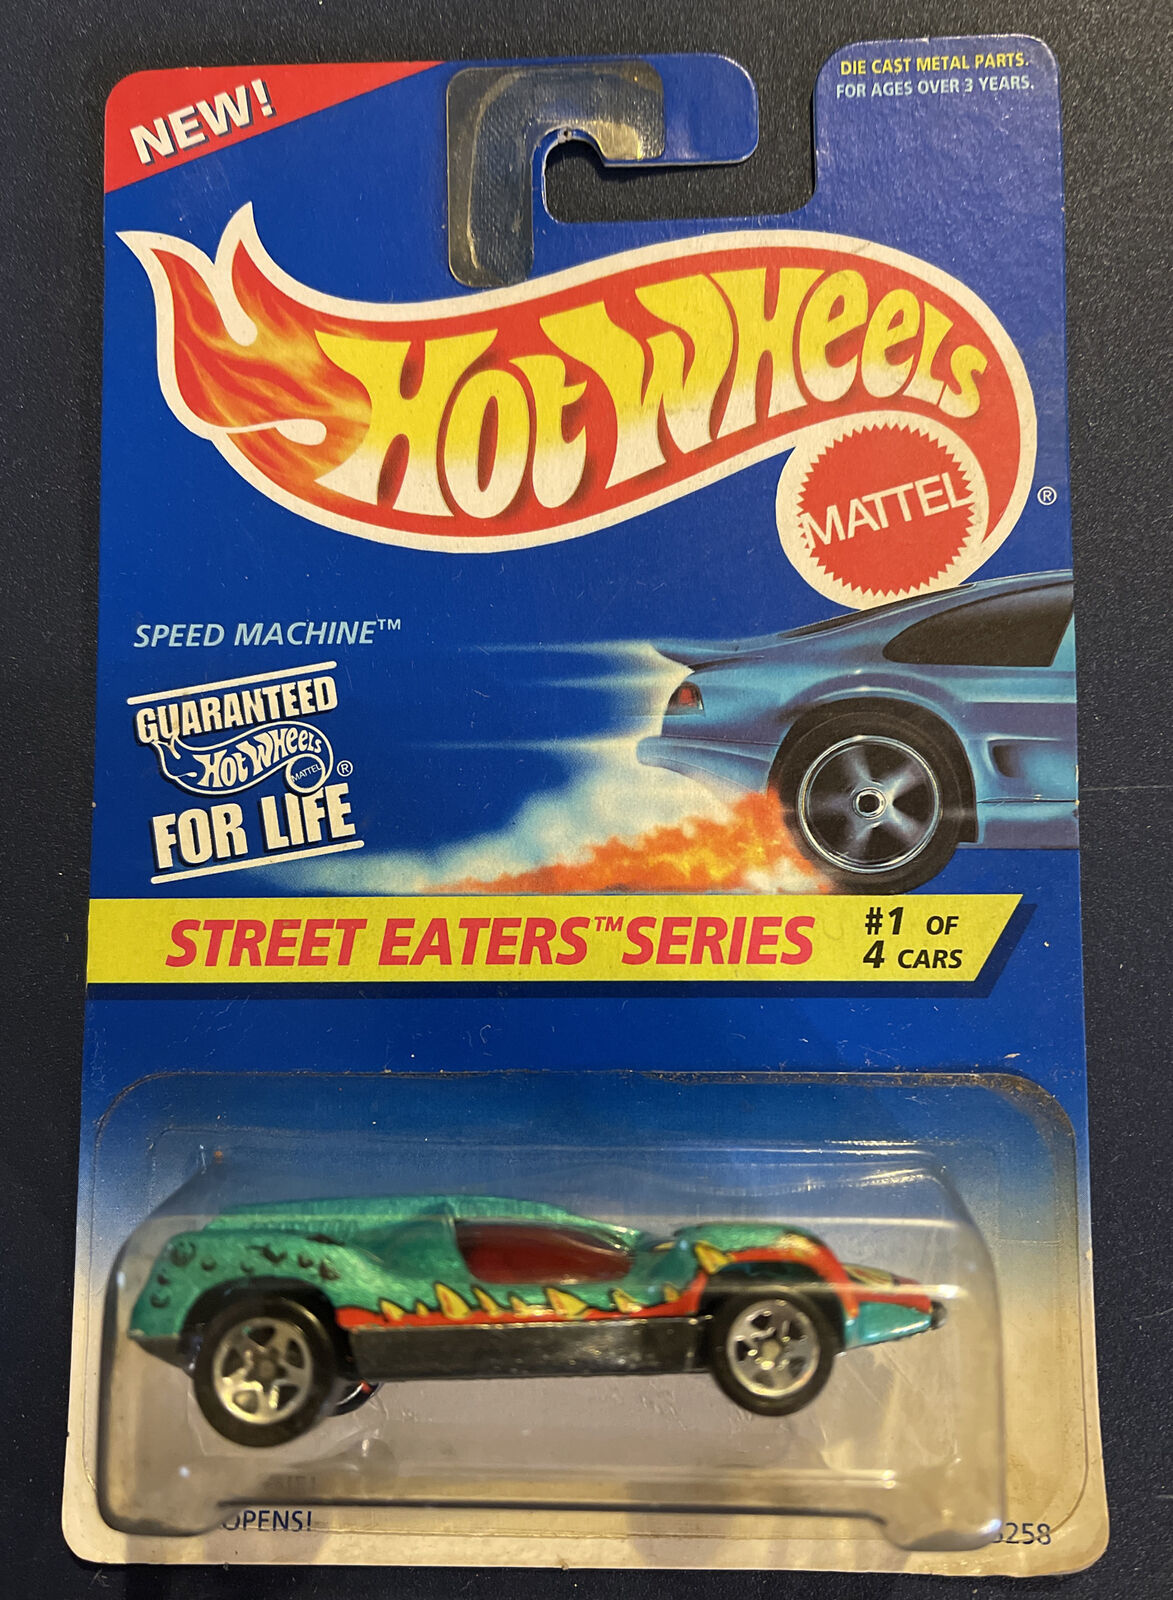 NEW!
DIE CAST METAL PARTS.
FOR AGES OVER 3 YEARS.
HOT WHEELS
MATTEL
®
SPEED MACHINE™
GUARANTEED
HOT WHEELS
MATTEL
®
FOR LIFE
STREET EATERS™ SERIES
#1 OF
4 CARS
OPENS!